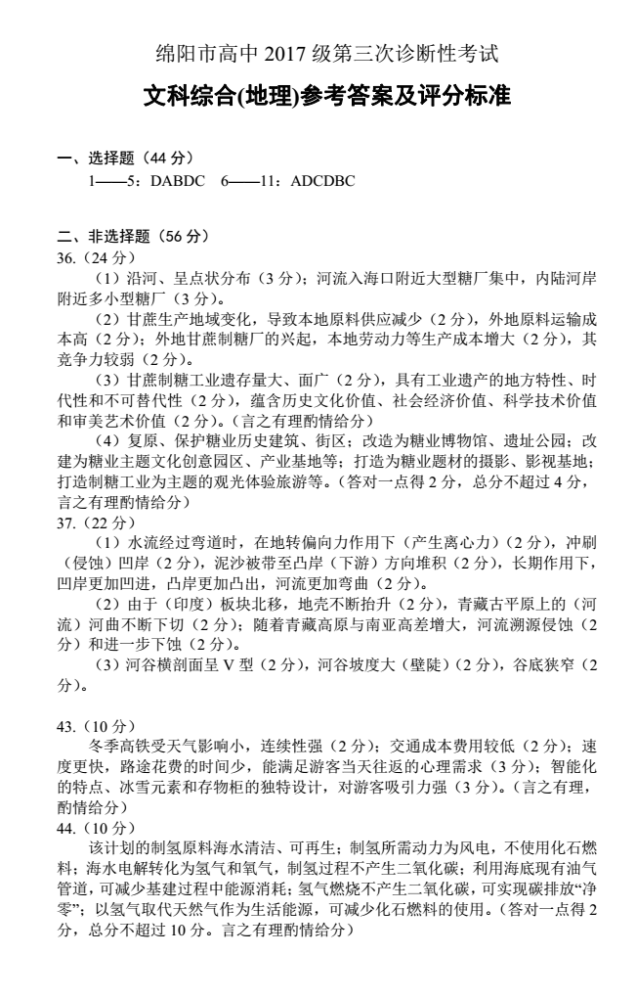 绵阳市高中 2017 级第三次诊断性考试
文科综合(地理)参考答案及评分标准
一、选择题（44 分）
1——5：DABDC 6——11：ADCDBC
二、非选择题（56 分）
36.（24 分）
（1）沿河、呈点状分布（3 分）；河流入海口附近大型糖厂集中，内陆河岸
附近多小型糖厂（3 分）。
（2）甘蔗生产地域变化，导致本地原料供应减少（2 分），外地原料运输成
本高（2 分）；外地甘蔗制糖厂的兴起，本地劳动力等生产成本增大（2 分），其
竞争力较弱（2 分）。
（3）甘蔗制糖工业遗存量大、面广（2 分），具有工业遗产的地方特性、时
代性和不可替代性（2 分），蕴含历史文化价值、社会经济价值、科学技术价值
和审美艺术价值（2 分）。（言之有理酌情给分）
（4）复原、保护糖业历史建筑、街区；改造为糖业博物馆、遗址公园；改
建为糖业主题文化创意园区、产业基地等；打造为糖业题材的摄影、影视基地；
打造制糖工业为主题的观光体验旅游等。（答对一点得 2 分，总分不超过 4 分，
言之有理酌情给分）
37.（22 分）
（1）水流经过弯道时，在地转偏向力作用下（产生离心力）（2 分），冲刷
（侵蚀）凹岸（2 分），泥沙被带至凸岸（下游）方向堆积（2 分），长期作用下，
凹岸更加凹进，凸岸更加凸出，河流更加弯曲（2 分）。
（2）由于（印度）板块北移，地壳不断抬升（2 分），青藏古平原上的（河
流）河曲不断下切（2 分）；随着青藏高原与南亚高差增大，河流溯源侵蚀（2
分）和进一步下蚀（2 分）。
（3）河谷横剖面呈 V 型（2 分），河谷坡度大（壁陡）（2 分），谷底狭窄（2
分）。
43.（10 分）
冬季高铁受天气影响小，连续性强（2 分）；交通成本费用较低（2 分）；速
度更快，路途花费的时间少，能满足游客当天往返的心理需求（3 分）；智能化
的特点、冰雪元素和存物柜的独特设计，对游客吸引力强（3 分）。（言之有理，
酌情给分）
44.（10 分）
该计划的制氢原料海水清洁、可再生；制氢所需动力为风电，不使用化石燃
料；海水电解转化为氢气和氧气，制氢过程不产生二氧化碳；利用海底现有油气
管道，可减少基建过程中能源消耗；氢气燃烧不产生二氧化碳，可实现碳排放“净
零”；以氢气取代天然气作为生活能源，可减少化石燃料的使用。（答对一点得 2
分，总分不超过 10 分。言之有理酌情给分）